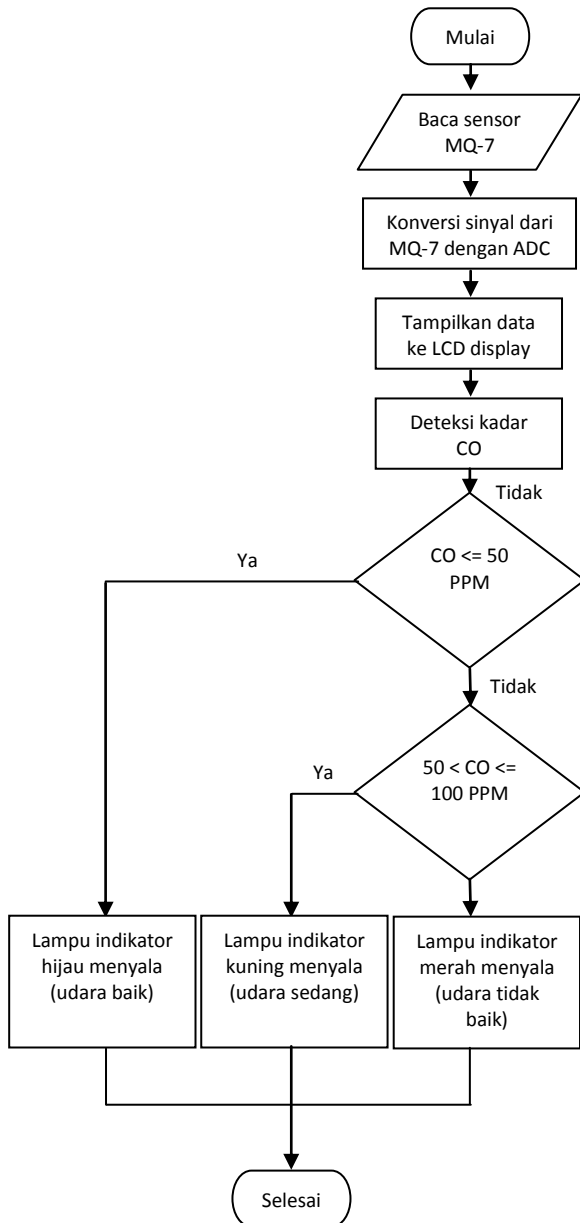 Mulai
Baca sensor
MQ-7
Konversi sinyal dari
MQ-7 dengan ADC
Tampilkan data
ke LCD display
Deteksi kadar
CO
Tidak
CO <= 50
PPM
Ya
Tidak
50 < CO <=
100 PPM
Ya
Lampu indikator
hijau menyala
(udara baik)
Lampu indikator
kuning menyala
(udara sedang)
Lampu indikator
merah menyala
(udara tidak
baik)
Selesai